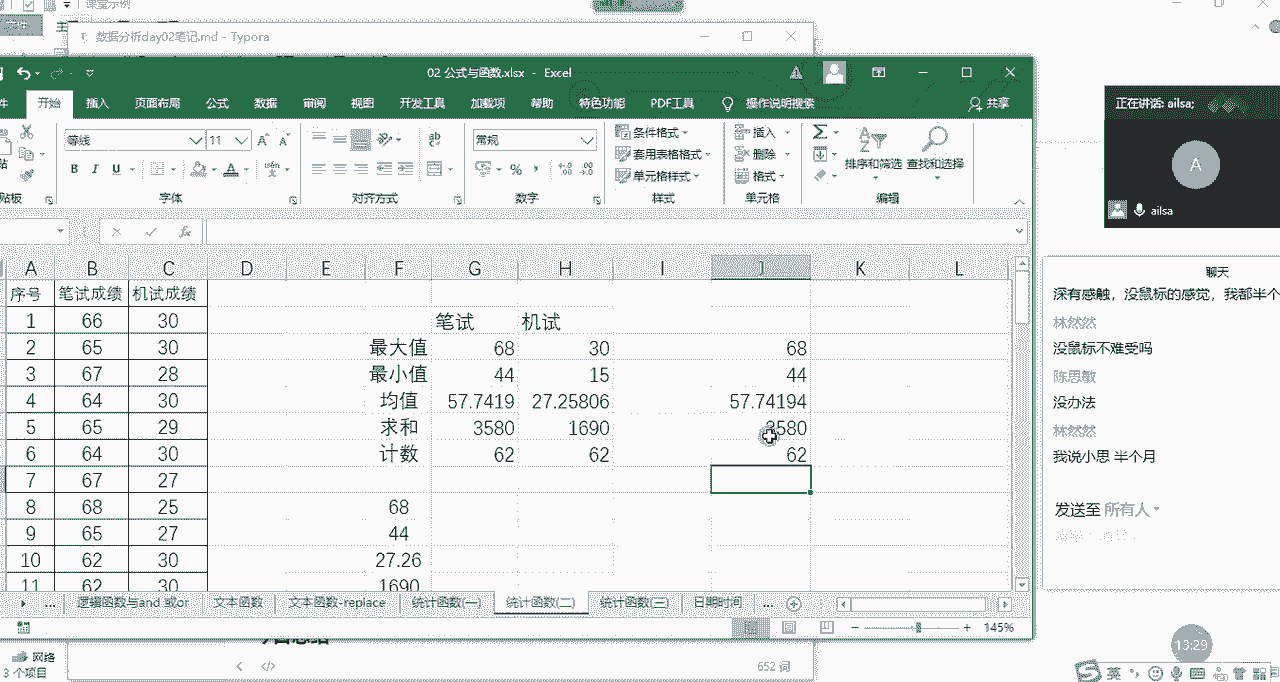 课堂示例
文件
数据分析day02笔记.md - Typora
02 公式与函数.xlsx - Excel
开始 插入 页面布局 公式 数据 审阅 视图 开发工具 加载项 帮助 特色功能 PDF工具 操作说明搜索 共享
等线 11 常规
条件格式
套用表格格式
单元格样式
插入
删除
格式
排序和筛选 查找和选择
字体 对齐方式 数字 样式 单元格 编辑
A B C D E F G H I J K L
序号 笔试成绩 机试成绩
1 66 30 笔试 机试
2 65 30 最大值 68 30 68
3 67 28 最小值 44 15 44
4 64 30 均值 57.7419 27.25806 57.74194
5 65 29 求和 3580 1690 3580
6 64 30 计数 62 62 62
7 67 27
8 68 25 68
9 65 27 44
10 62 30 27.26
11 62 30 1690
... 逻辑函数与and 或or 文本函数 文本函数-replace 统计函数(一) 统计函数(二) 统计函数(三) 日期时间 ...
145%
652 词
网络
3 个项目
正在讲话: ailsa;
A
ailsa
聊天
深有感触，没鼠标的感觉，我都半个
林然然
没鼠标不难受吗
陈思敏
没办法
林然然
我说小思 半个月
发送至 所有人
13:29
英